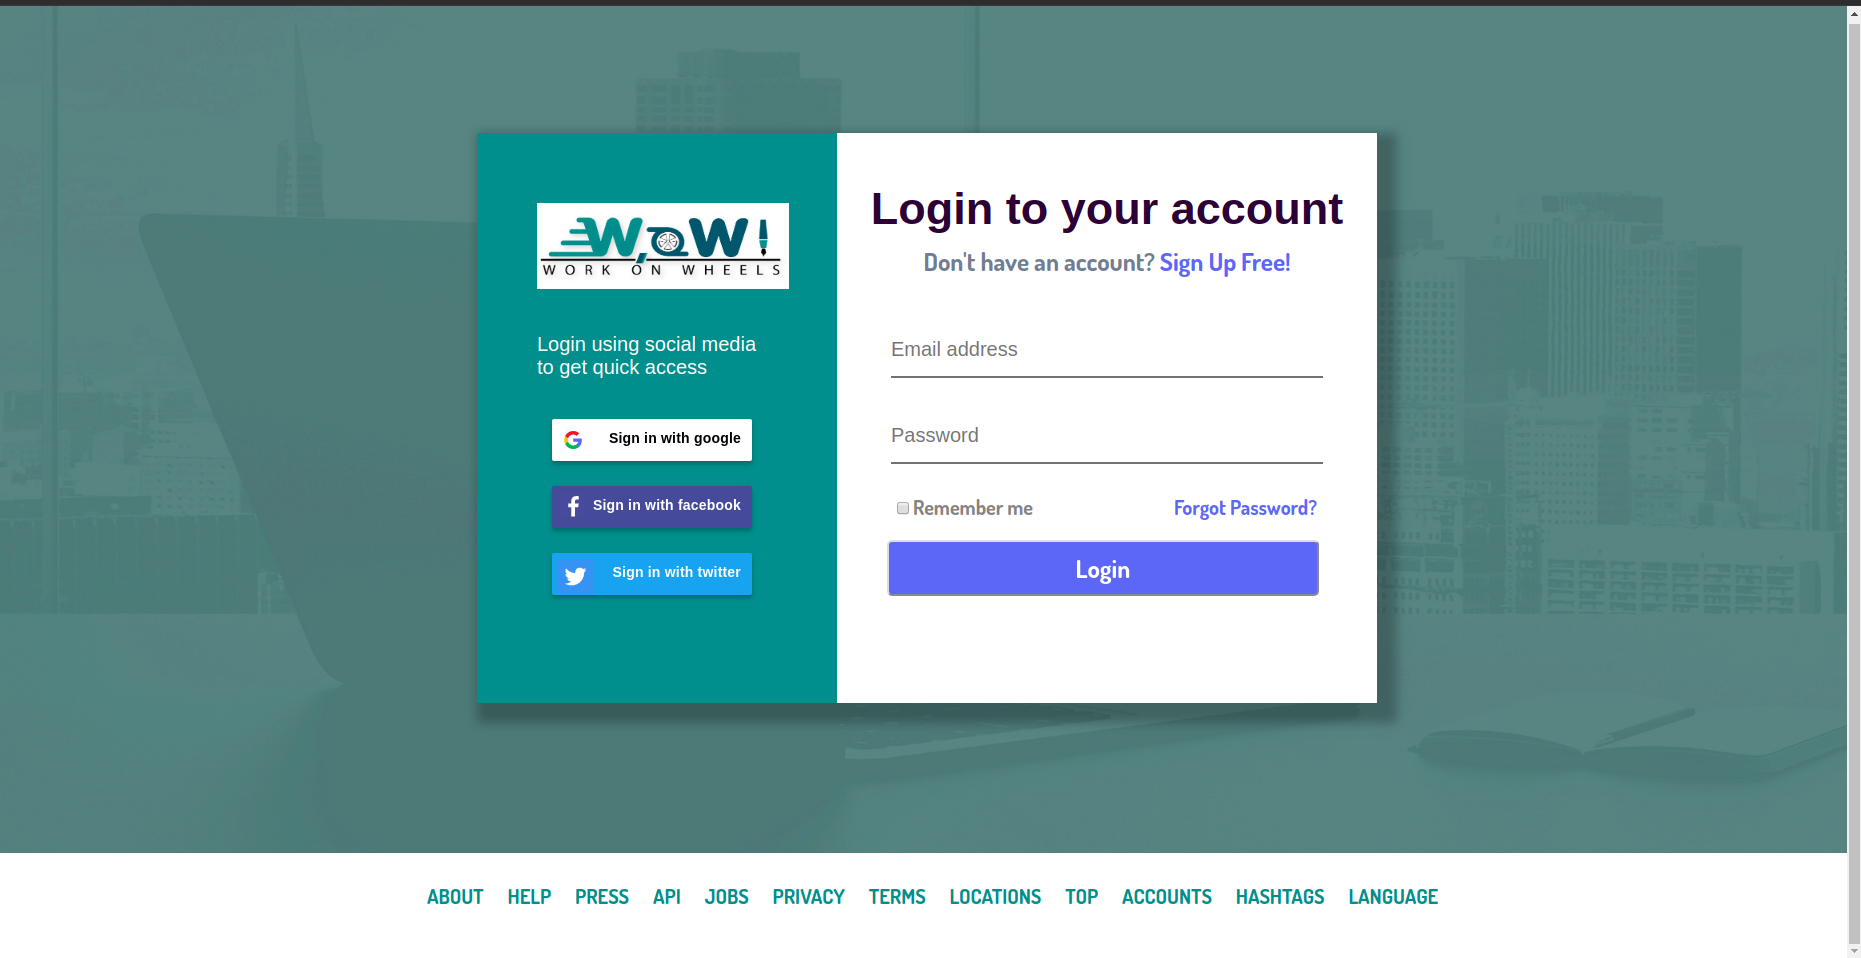 WoW!
WORK ON WHEELS
Login using social media
to get quick access
Sign in with google
Sign in with facebook
Sign in with twitter
Login to your account
Don't have an account? Sign Up Free!
Email address
Password
Remember me
Forgot Password?
Login
ABOUT HELP PRESS API JOBS PRIVACY TERMS LOCATIONS TOP ACCOUNTS HASHTAGS LANGUAGE